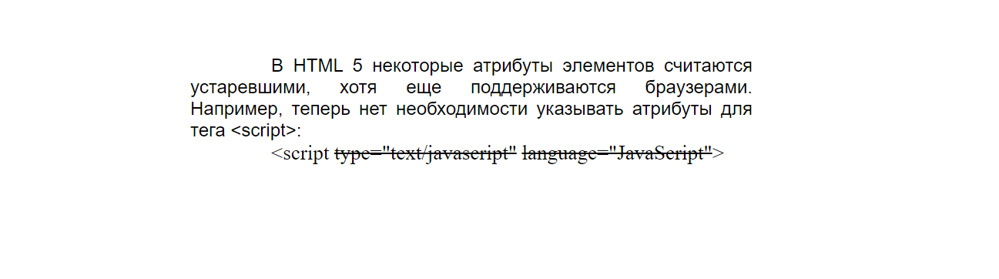 В HTML 5 некоторые атрибуты элементов считаются
устаревшими, хотя еще поддерживаются браузерами.
Например, теперь нет необходимости указывать атрибуты для
тега <script>:
<script type="text/javascript" language="JavaScript">